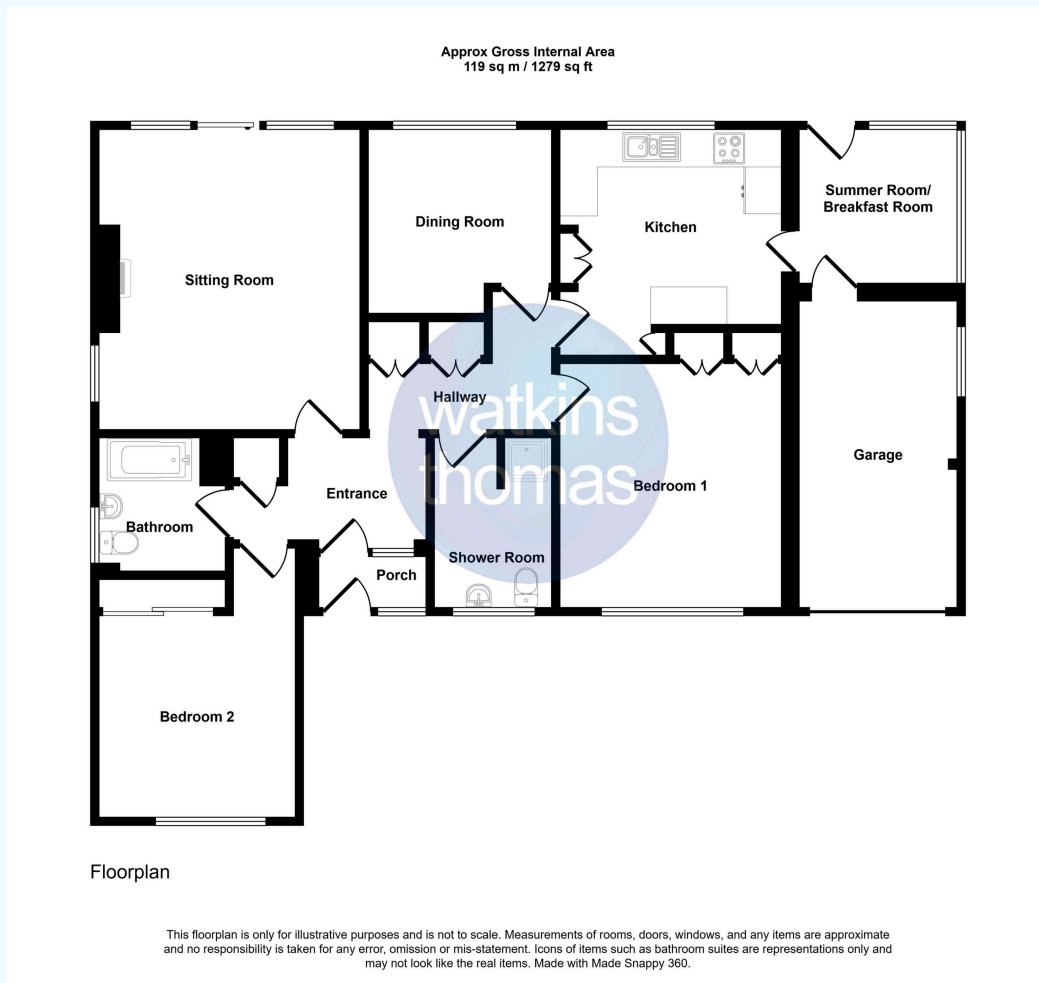 Approx Gross Internal Area
119 sq m / 1279 sq ft
Summer Room/
Breakfast Room
Dining Room
Kitchen
Sitting Room
Hallway
watkins
thomas
Garage
Bedroom 1
Entrance
Bathroom
Shower Room
Porch
Bedroom 2
Floorplan
This floorplan is only for illustrative purposes and is not to scale. Measurements of rooms, doors, windows, and any items are approximate
and no responsibility is taken for any error, omission or mis-statement. Icons of items such as bathroom suites are representations only and
may not look like the real items. Made with Made Snappy 360.